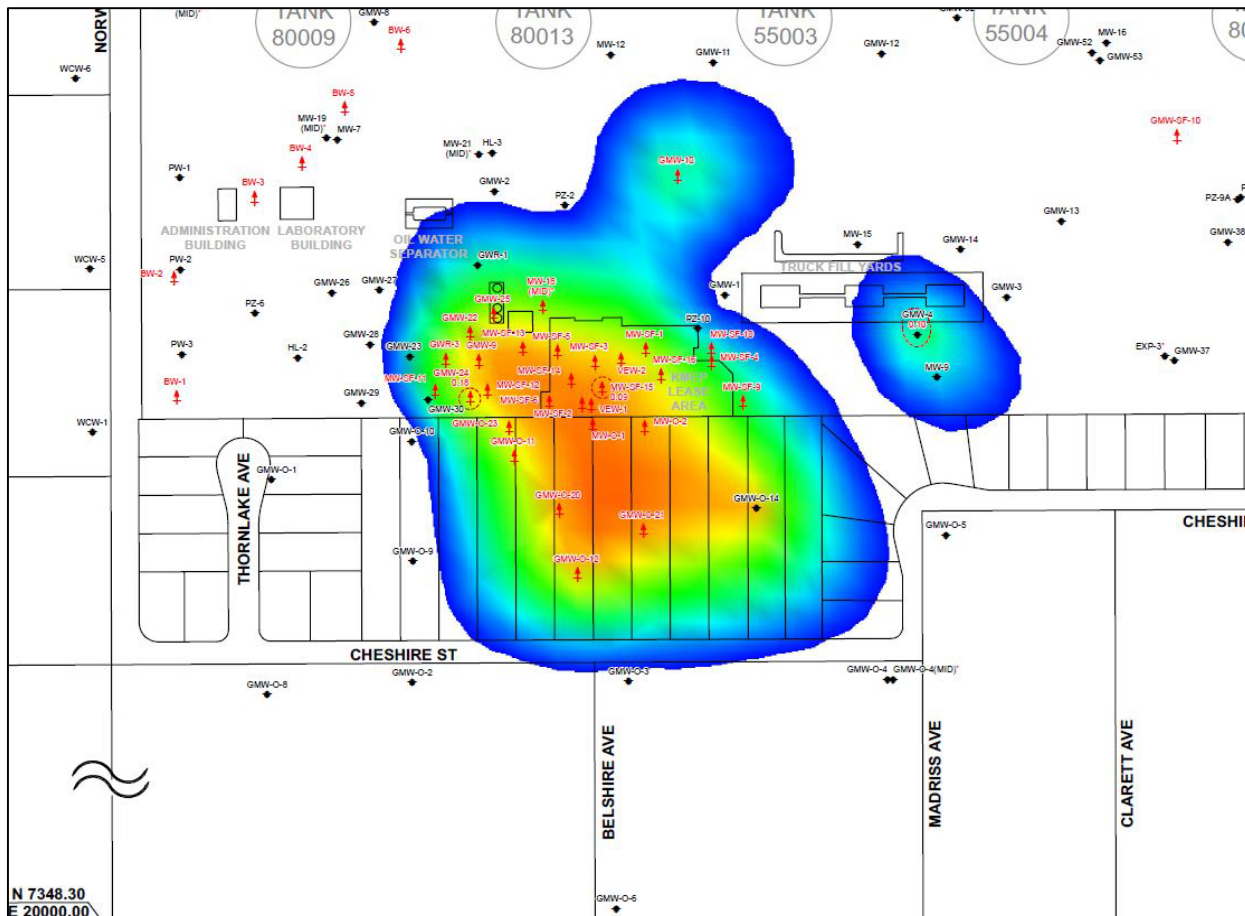 TANK
80009
TANK
80013
TANK
55003
TANK
55004
NORW
(MID)*
GMW-8
BW-6
MW-12
GMW-11
GMW-12
GMW-52
MW-16
GMW-53
WCW-6
BW-5
MW-19
(MID)*
MW-7
BW-4
MW-21
(MID)*
HL-3
GMW-SF-10
PW-1
BW-3
GMW-2
PZ-2
GMW-10
PZ-9A
GMW-13
GMW-38
ADMINISTRATION
BUILDING
LABORATORY
BUILDING
OIL WATER
SEPARATOR
MW-15
GMW-14
TRUCK FILL YARDS
WCW-5
PW-2
BW-2
GWR-1
GMW-26
GMW-27
GMW-25
GMW-1
GMW-3
PZ-6
GMW-22
GMW-4
0.10
PZ-10
GMW-28
GMW-23
GWR-3
GMW-9
MW-SF-13
MW-SF-5
MW-SF-3
MW-SF-1
VEW-2
MW-SF-16
MW-SF-4
PW-3
HL-2
EXP-3*
GMW-37
MW-9
BW-1
MW-SF-11
GMW-24
0.18
MW-SF-12
MW-SF-14
MW-SF-15
0.09
KMEP
LEASE
AREA
MW-SF-9
GMW-29
GMW-30
MW-SF-6
MW-SF-2
VEW-1
WCW-1
GMW-O-10
GMW-O-23
GMW-O-11
MW-O-1
MW-O-2
GMW-O-1
GMW-O-20
GMW-O-21
GMW-O-14
GMW-O-5
CHESHI
THORNLAKE AVE
GMW-O-9
GMW-O-12
CHESHIRE ST
GMW-O-8
GMW-O-2
GMW-O-3
GMW-O-4
GMW-O-4(MID)*
BELSHIRE AVE
MADRISS AVE
CLARETT AVE
GMW-O-6
N 7348.30
E 20000.00